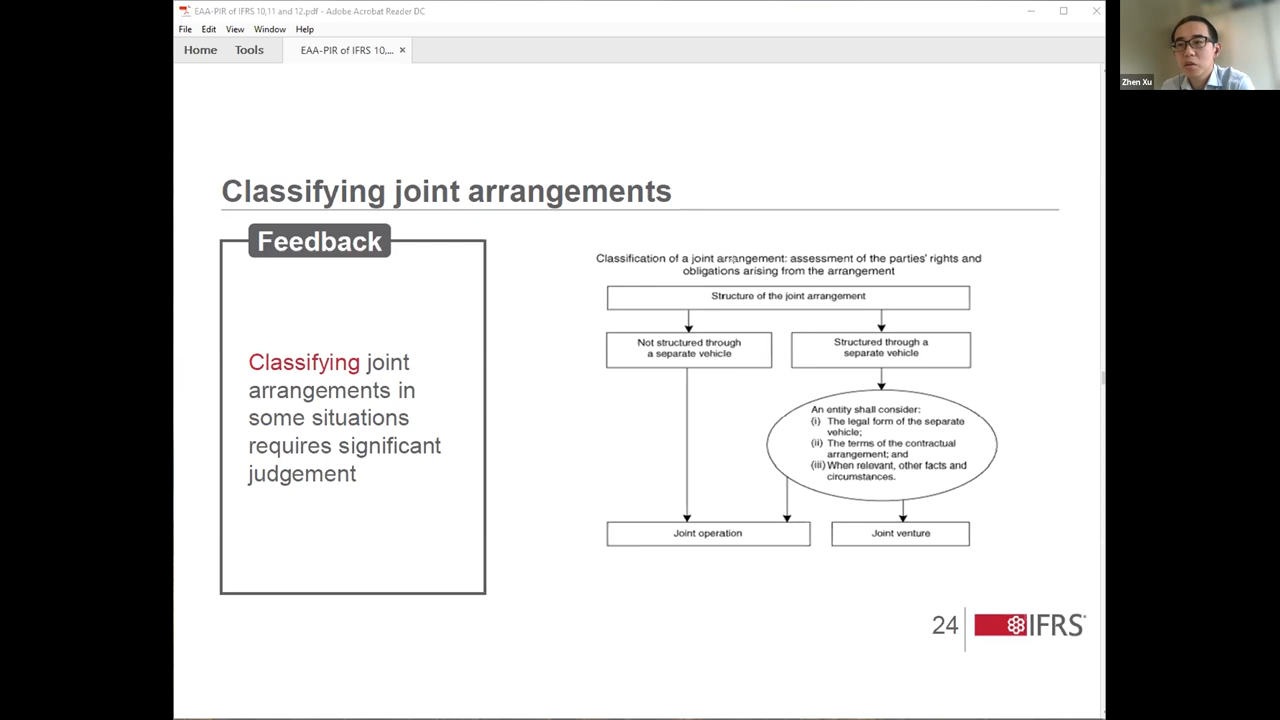 EAA-PIR of IFRS 10,11 and 12.pdf - Adobe Acrobat Reader DC
File Edit View Window Help
Home Tools EAA-PIR of IFRS 10,... ×
Zhen Xu
Classifying joint arrangements
Feedback
Classifying joint
arrangements in
some situations
requires significant
judgement
Classification of a joint arrangement: assessment of the parties' rights and
obligations arising from the arrangement
Structure of the joint arrangement
Not structured through
a separate vehicle
Structured through a
separate vehicle
An entity shall consider:
(i) The legal form of the separate
vehicle;
(ii) The terms of the contractual
arrangement; and
(iii) When relevant, other facts and
circumstances.
Joint operation
Joint venture
24
IFRS®